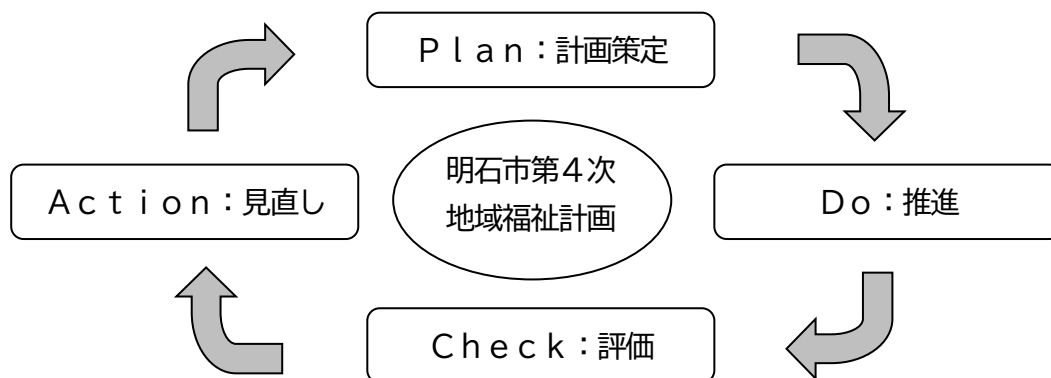 Ｐｌａｎ：計画策定
明石市第４次
地域福祉計画
Ａｃｔｉｏｎ：見直し
Ｄｏ：推進
Ｃｈｅｃｋ：評価